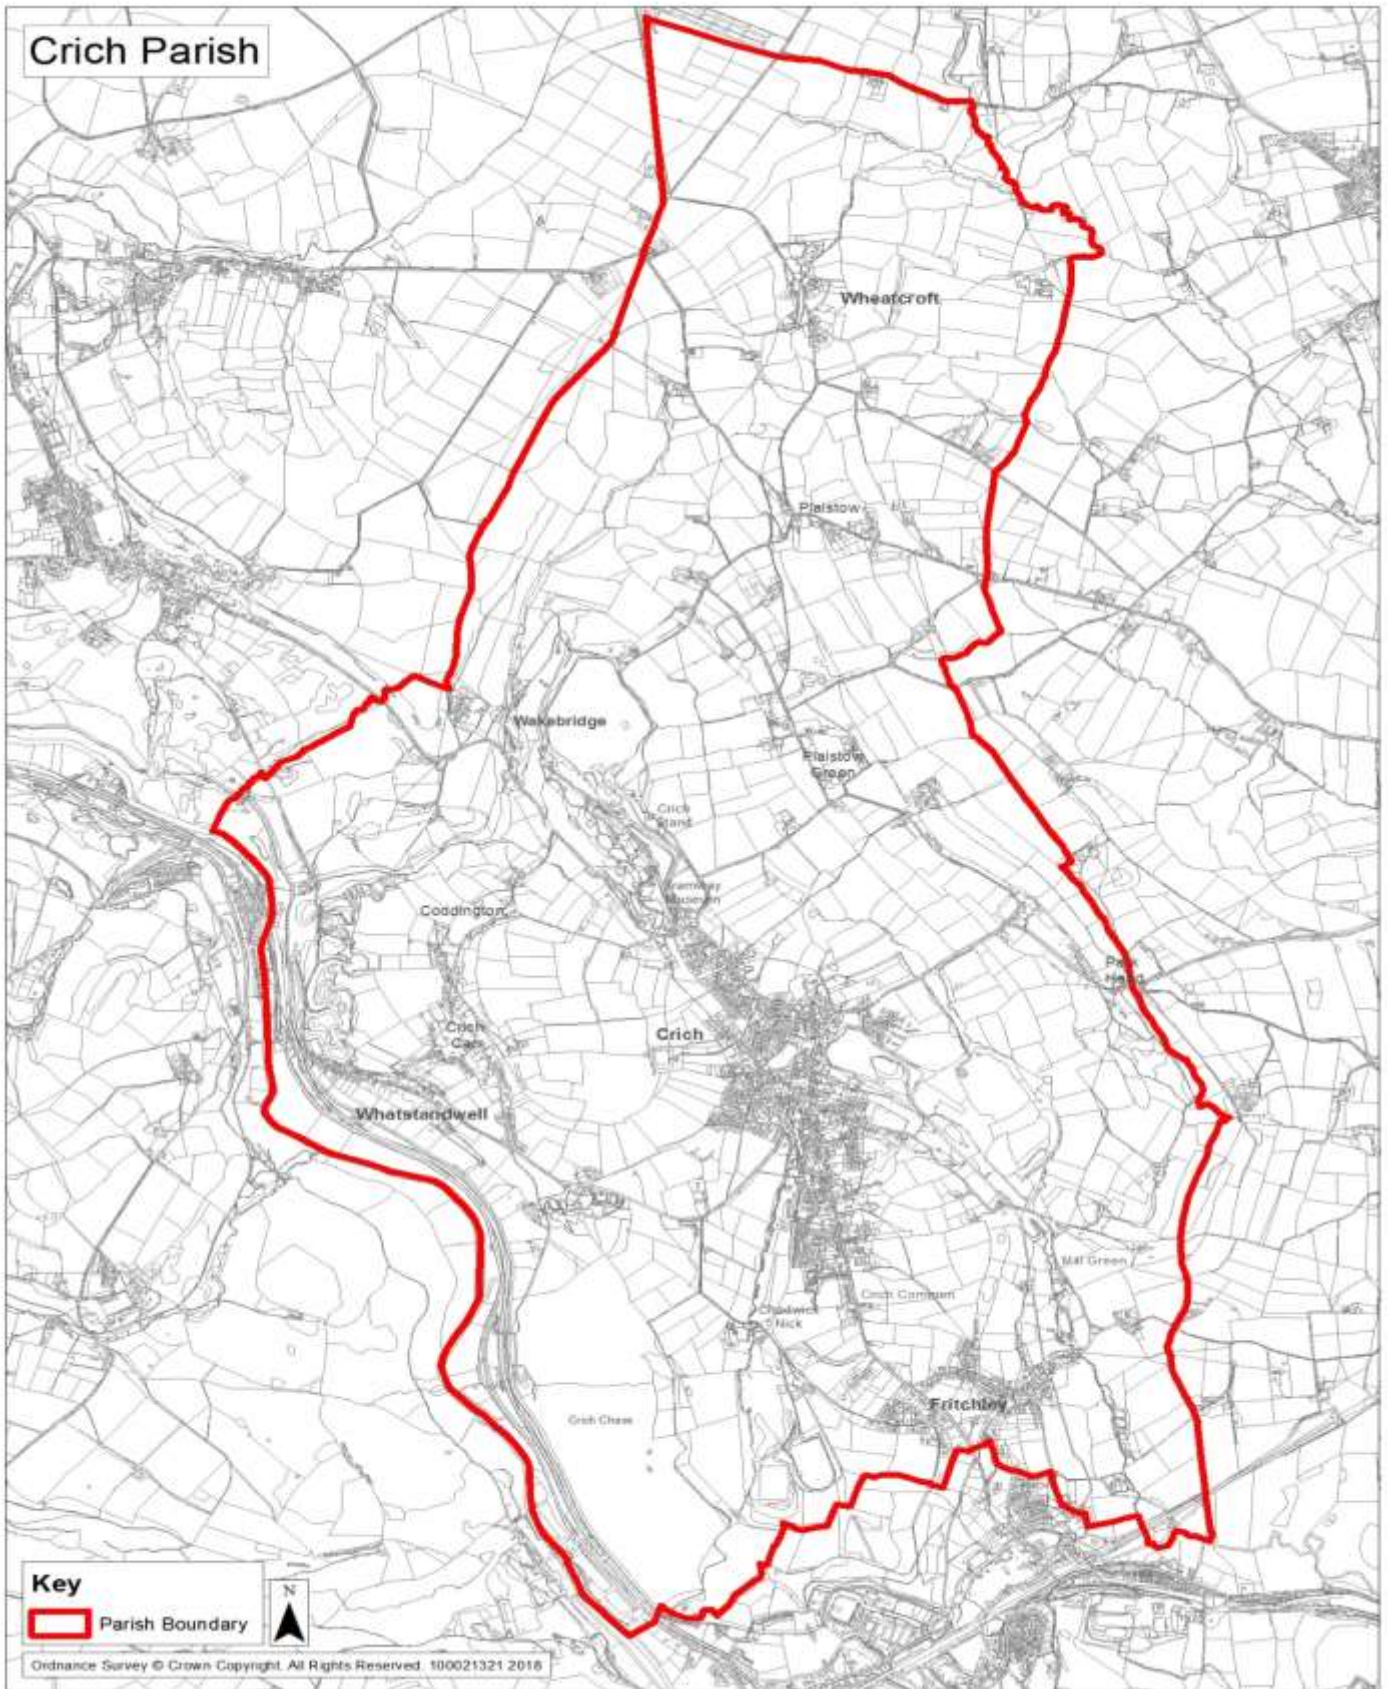 Crich Parish
Wheatcroft
Plaistow
Wakebridge
Plaistow
Green
Crich
Stand
Tramway
Museum
Coddington
Crich
Carr
Crich
Park
Head
Whatstandwell
Mill Green
Crich Common
Chadwick
Nick
Fritchley
Crich Chase
Key
Parish Boundary
N
Ordnance Survey © Crown Copyright. All Rights Reserved. 100021321 2018